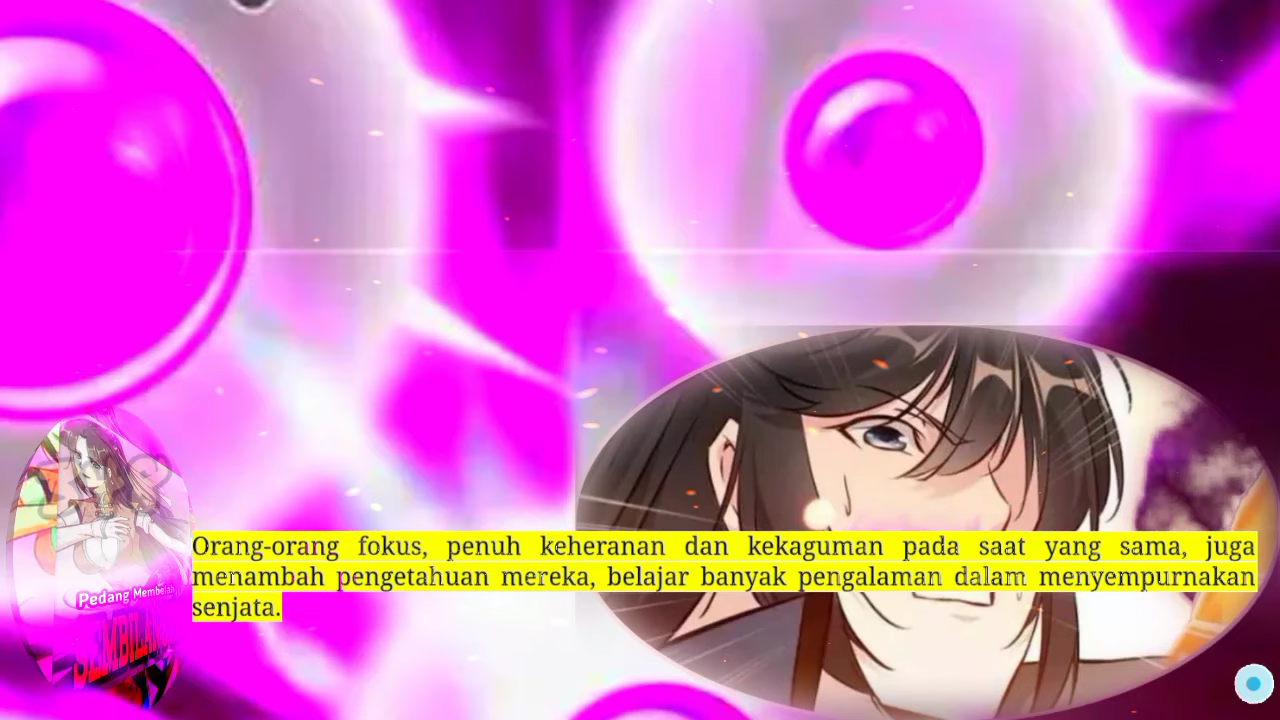 Orang-orang fokus, penuh keheranan dan kekaguman pada saat yang sama, juga
menambah pengetahuan mereka, belajar banyak pengalaman dalam menyempurnakan
senjata.
Pedang Membelah
SEMBILAN